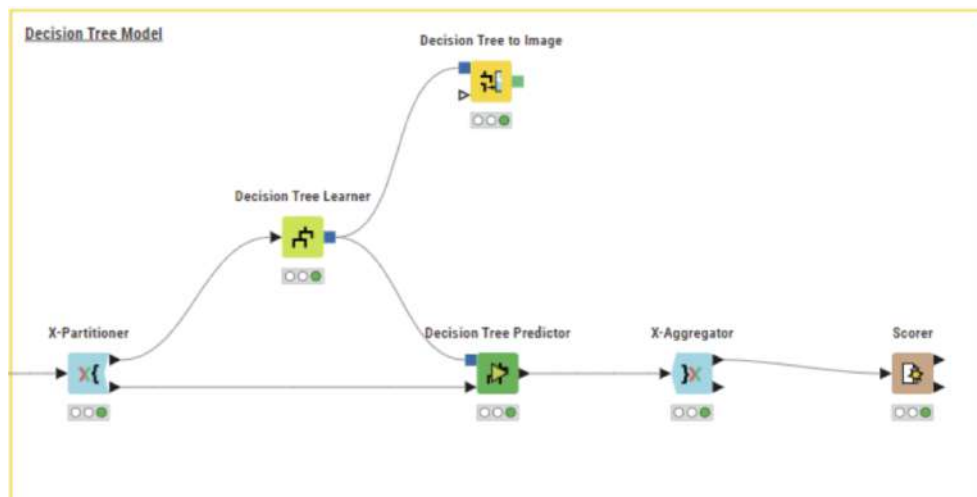 Decision Tree Model
Decision Tree to Image
Decision Tree Learner
X-Partitioner
Decision Tree Predictor
X-Aggregator
Scorer